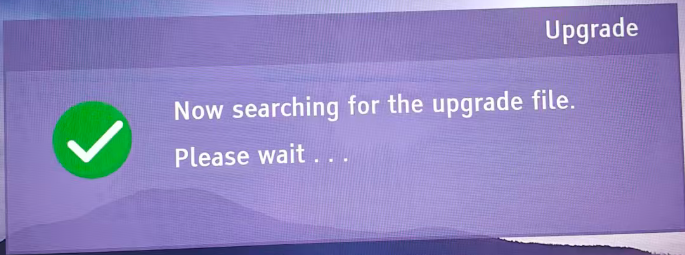 Upgrade
Now searching for the upgrade file.
Please wait . . .